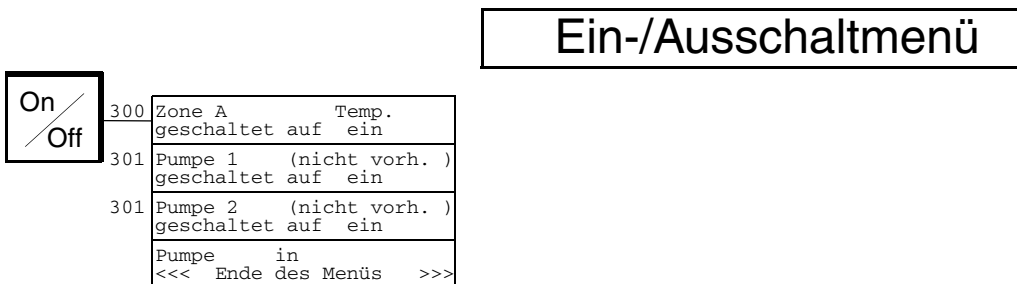 Ein-/Ausschaltmenü
On/Off
300 Zone A Temp.
geschaltet auf ein
301 Pumpe 1 (nicht vorh. )
geschaltet auf ein
301 Pumpe 2 (nicht vorh. )
geschaltet auf ein
Pumpe in
<<< Ende des Menüs >>>